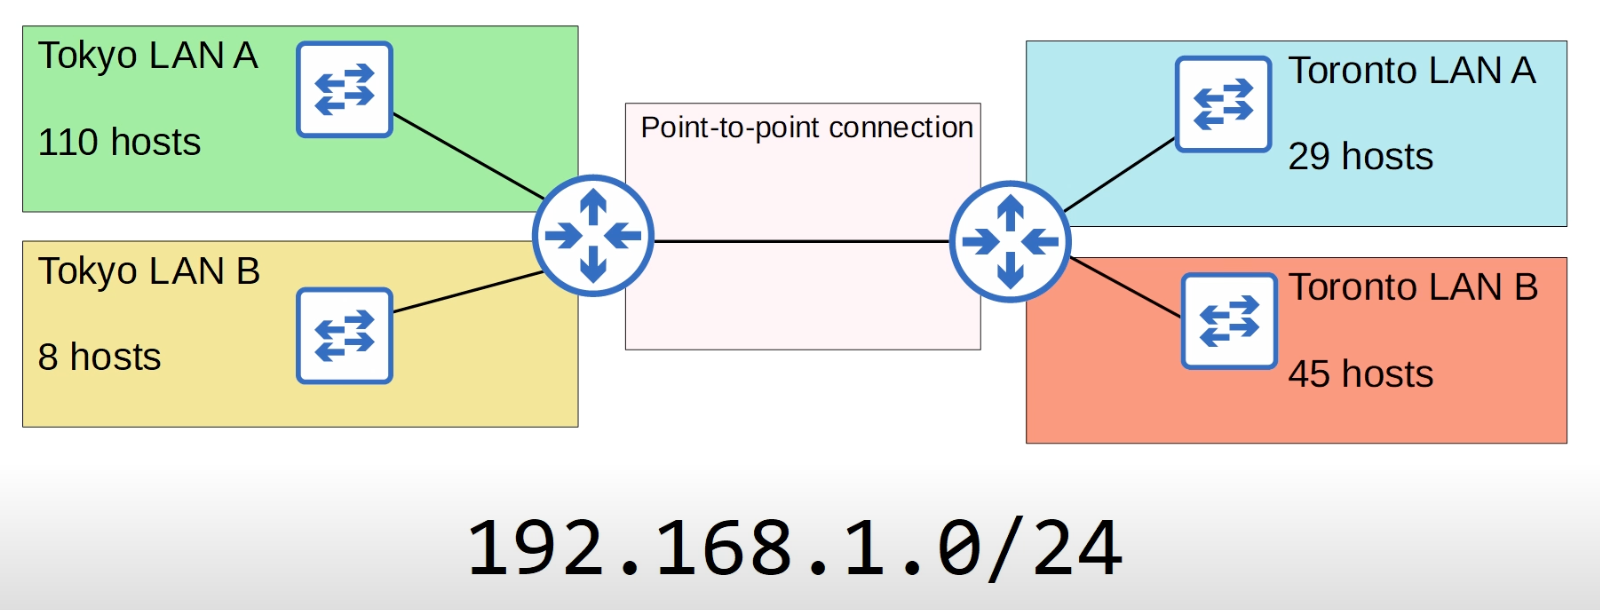 Tokyo LAN A
110 hosts
Tokyo LAN B
8 hosts
Point-to-point connection
Toronto LAN A
29 hosts
Toronto LAN B
45 hosts
192.168.1.0/24